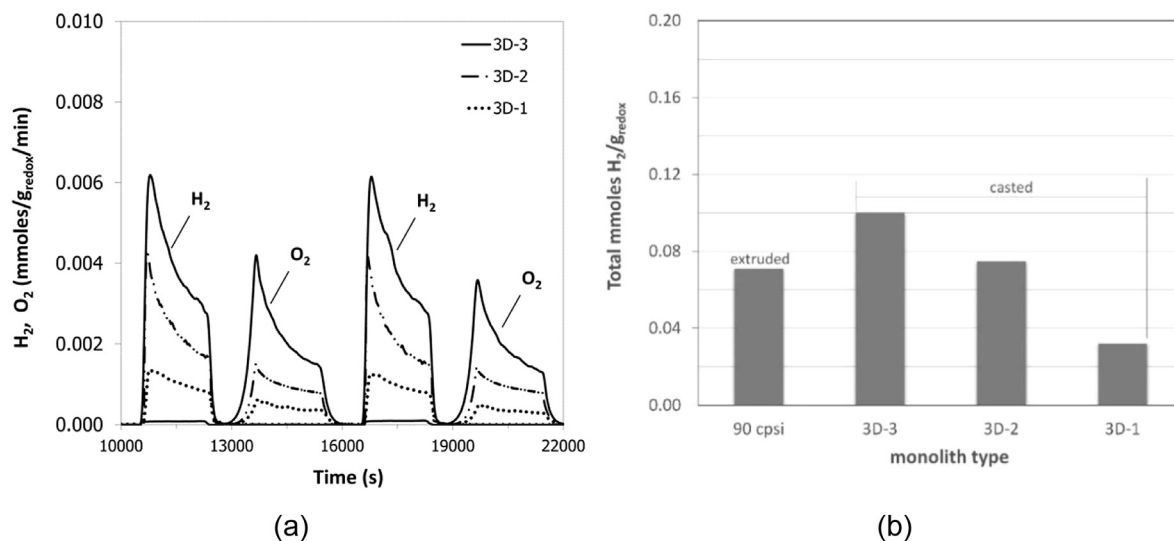 0.010
0.008
0.006
0.004
0.002
0.000
H₂, O₂ (mmoles/g_redox/min)
3D-3
3D-2
3D-1
H₂
O₂
H₂
O₂
10000 13000 16000 19000 22000
Time (s)
(a)
0.20
0.16
0.12
0.08
0.04
0.00
Total mmoles H₂/g_redox
extruded
casted
90 cpsi 3D-3 3D-2 3D-1
monolith type
(b)